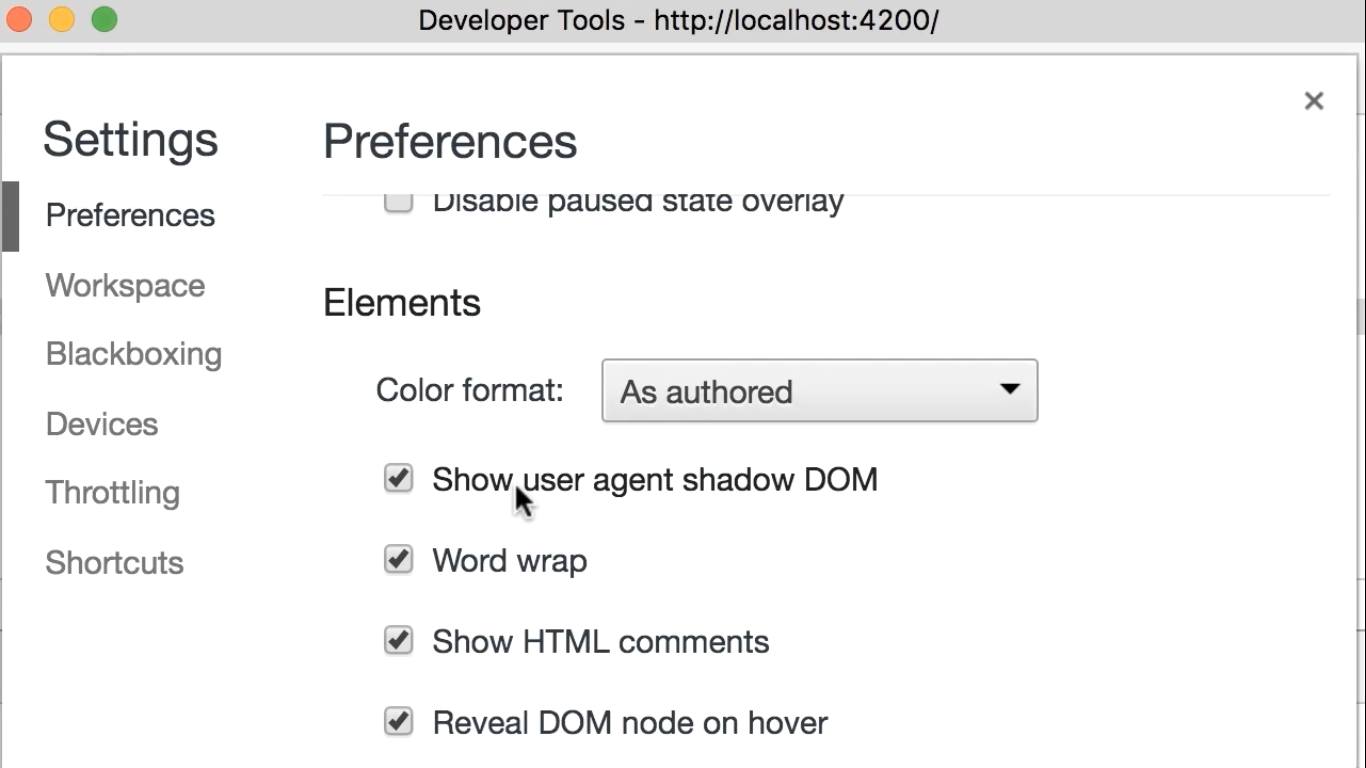 Developer Tools - http://localhost:4200/
Settings
Preferences
Workspace
Blackboxing
Devices
Throttling
Shortcuts
Preferences
Disable paused state overlay
Elements
Color format: As authored
Show user agent shadow DOM
Word wrap
Show HTML comments
Reveal DOM node on hover